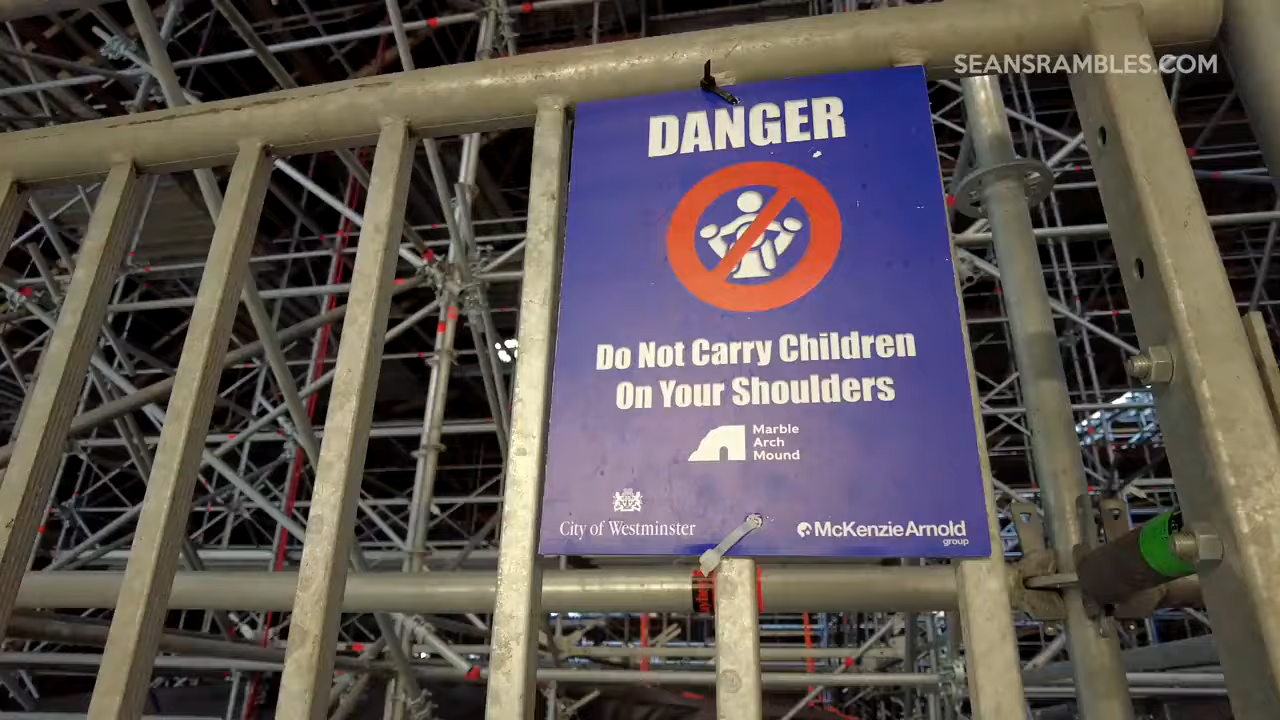 SEANSRAMBLES.COM
DANGER
Do Not Carry Children
On Your Shoulders
Marble
Arch
Mound
City of Westminster
McKenzieArnold
group